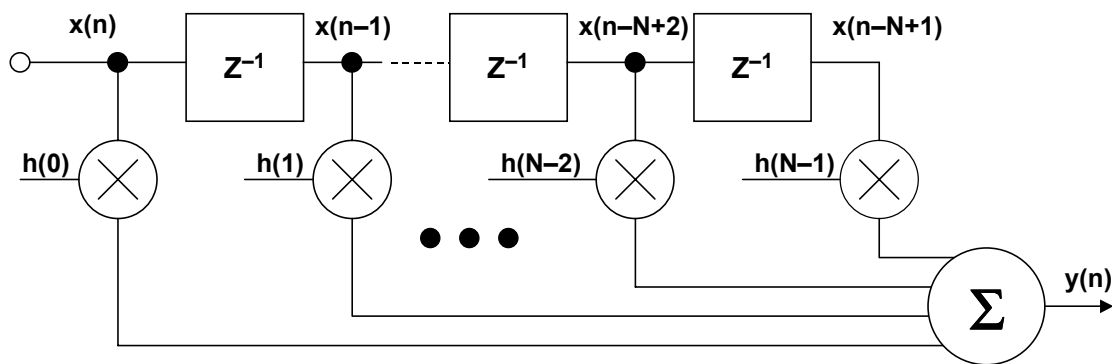 x(n) x(n–1) x(n–N+2) x(n–N+1)
Z⁻¹ Z⁻¹ Z⁻¹
h(0) h(1) h(N–2) h(N–1)
y(n)
Σ